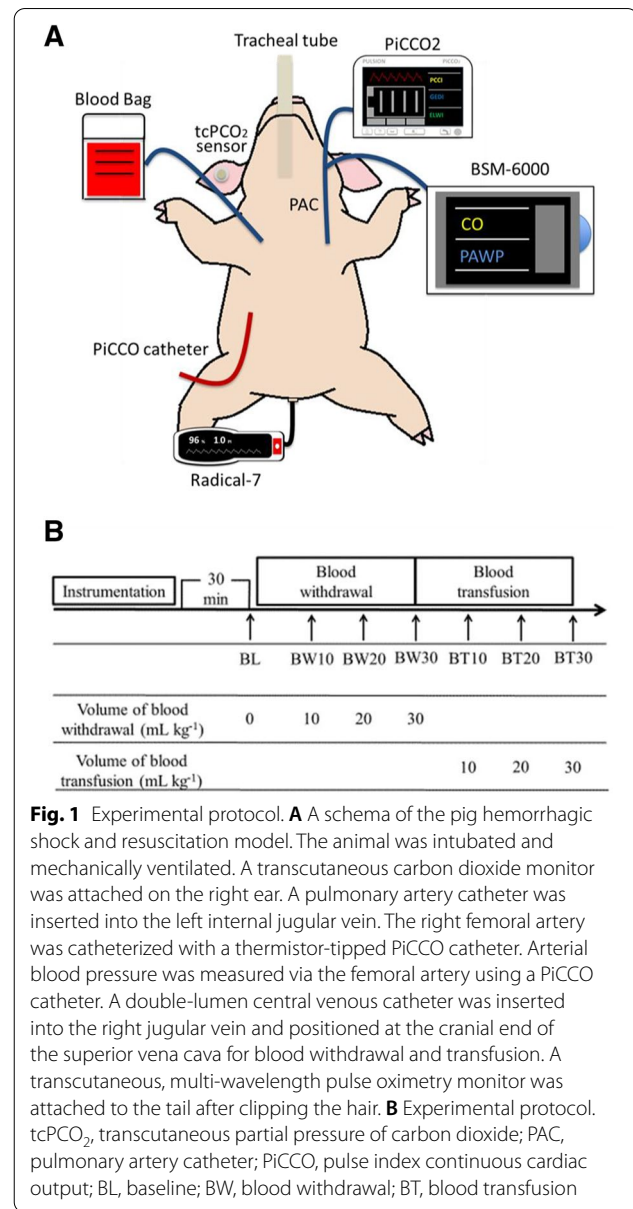 A
Tracheal tube
PiCCO2
PULSION
PiCCO2
PCCI
GEDI
ELWI
Blood Bag
tcPCO2
sensor
BSM-6000
PAC
CO
PAWP
PiCCO catheter
96 % 1.0 PI
Radical-7
B
Instrumentation
30
min
Blood
withdrawal
Blood
transfusion
BL BW10 BW20 BW30 BT10 BT20 BT30
Volume of blood
withdrawal (mL kg⁻¹)
0 10 20 30
Volume of blood
transfusion (mL kg⁻¹)
10 20 30
Fig. 1 Experimental protocol. A A schema of the pig hemorrhagic
shock and resuscitation model. The animal was intubated and
mechanically ventilated. A transcutaneous carbon dioxide monitor
was attached on the right ear. A pulmonary artery catheter was
inserted into the left internal jugular vein. The right femoral artery
was catheterized with a thermistor-tipped PiCCO catheter. Arterial
blood pressure was measured via the femoral artery using a PiCCO
catheter. A double-lumen central venous catheter was inserted
into the right jugular vein and positioned at the cranial end of
the superior vena cava for blood withdrawal and transfusion. A
transcutaneous, multi-wavelength pulse oximetry monitor was
attached to the tail after clipping the hair. B Experimental protocol.
tcPCO₂, transcutaneous partial pressure of carbon dioxide; PAC,
pulmonary artery catheter; PiCCO, pulse index continuous cardiac
output; BL, baseline; BW, blood withdrawal; BT, blood transfusion